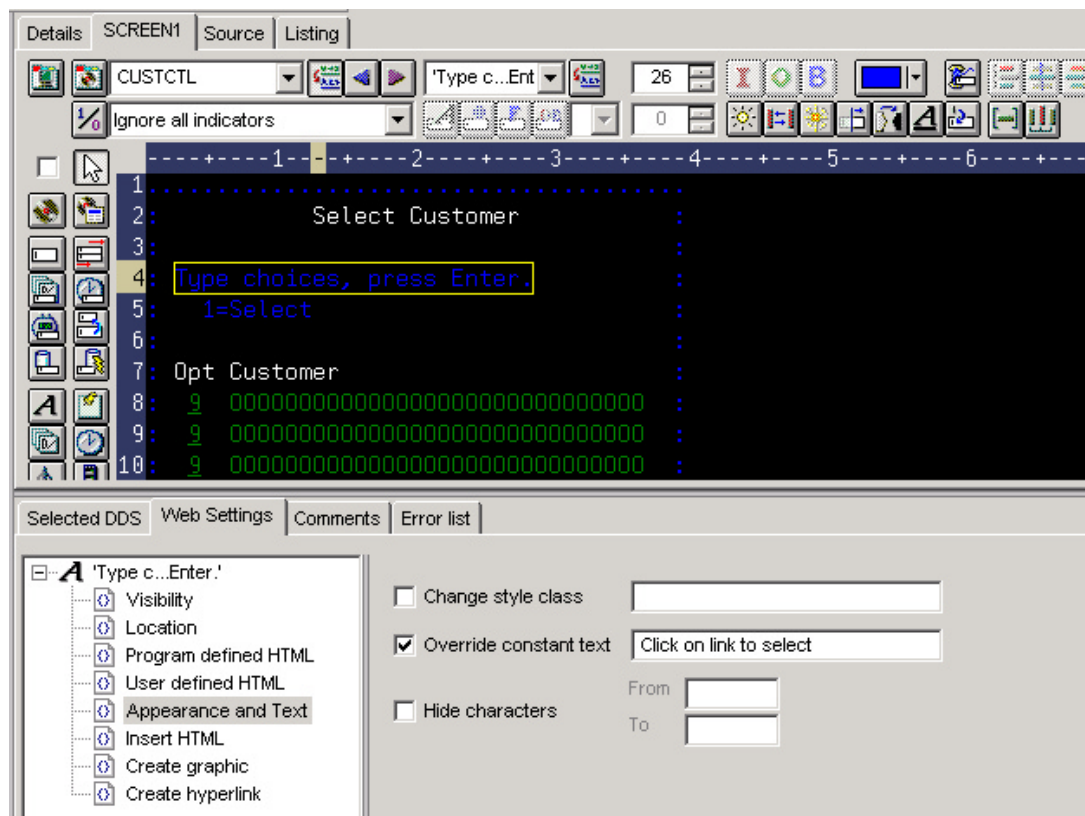 Details SCREEN1 Source Listing
CUSTCTL 'Type c...Ent 26 I B
1/0 Ignore all indicators 0 A
----+----1----+----2----+----3----+----4----+----5----+----6----+---
1 ........................................
2 : Select Customer :
3 : :
4 : Type choices, press Enter. :
5 : 1=Select :
6 : :
7 : Opt Customer :
8 : 9 OOOOOOOOOOOOOOOOOOOOOOOOOOOOOO :
9 : 9 OOOOOOOOOOOOOOOOOOOOOOOOOOOOOO :
10 : 9 OOOOOOOOOOOOOOOOOOOOOOOOOOOOOO :
Selected DDS Web Settings Comments Error list
A 'Type c...Enter.'
Visibility
Location
Program defined HTML
User defined HTML
Appearance and Text
Insert HTML
Create graphic
Create hyperlink
Change style class
Override constant text Click on link to select
Hide characters
From
To